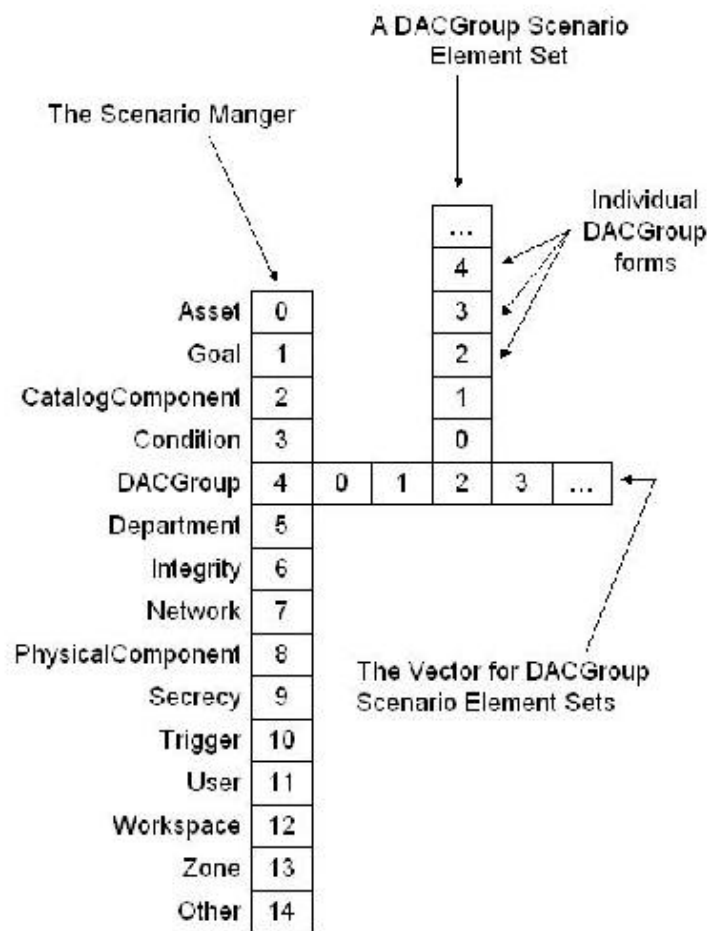 A DACGroup Scenario
Element Set
The Scenario Manger
Individual
DACGroup
forms
...
4
Asset 0 3
Goal 1 2
CatalogComponent 2 1
Condition 3 0
DACGroup 4 0 1 2 3 ...
Department 5
Integrity 6
Network 7
PhysicalComponent 8
The Vector for DACGroup
Scenario Element Sets
Secrecy 9
Trigger 10
User 11
Workspace 12
Zone 13
Other 14